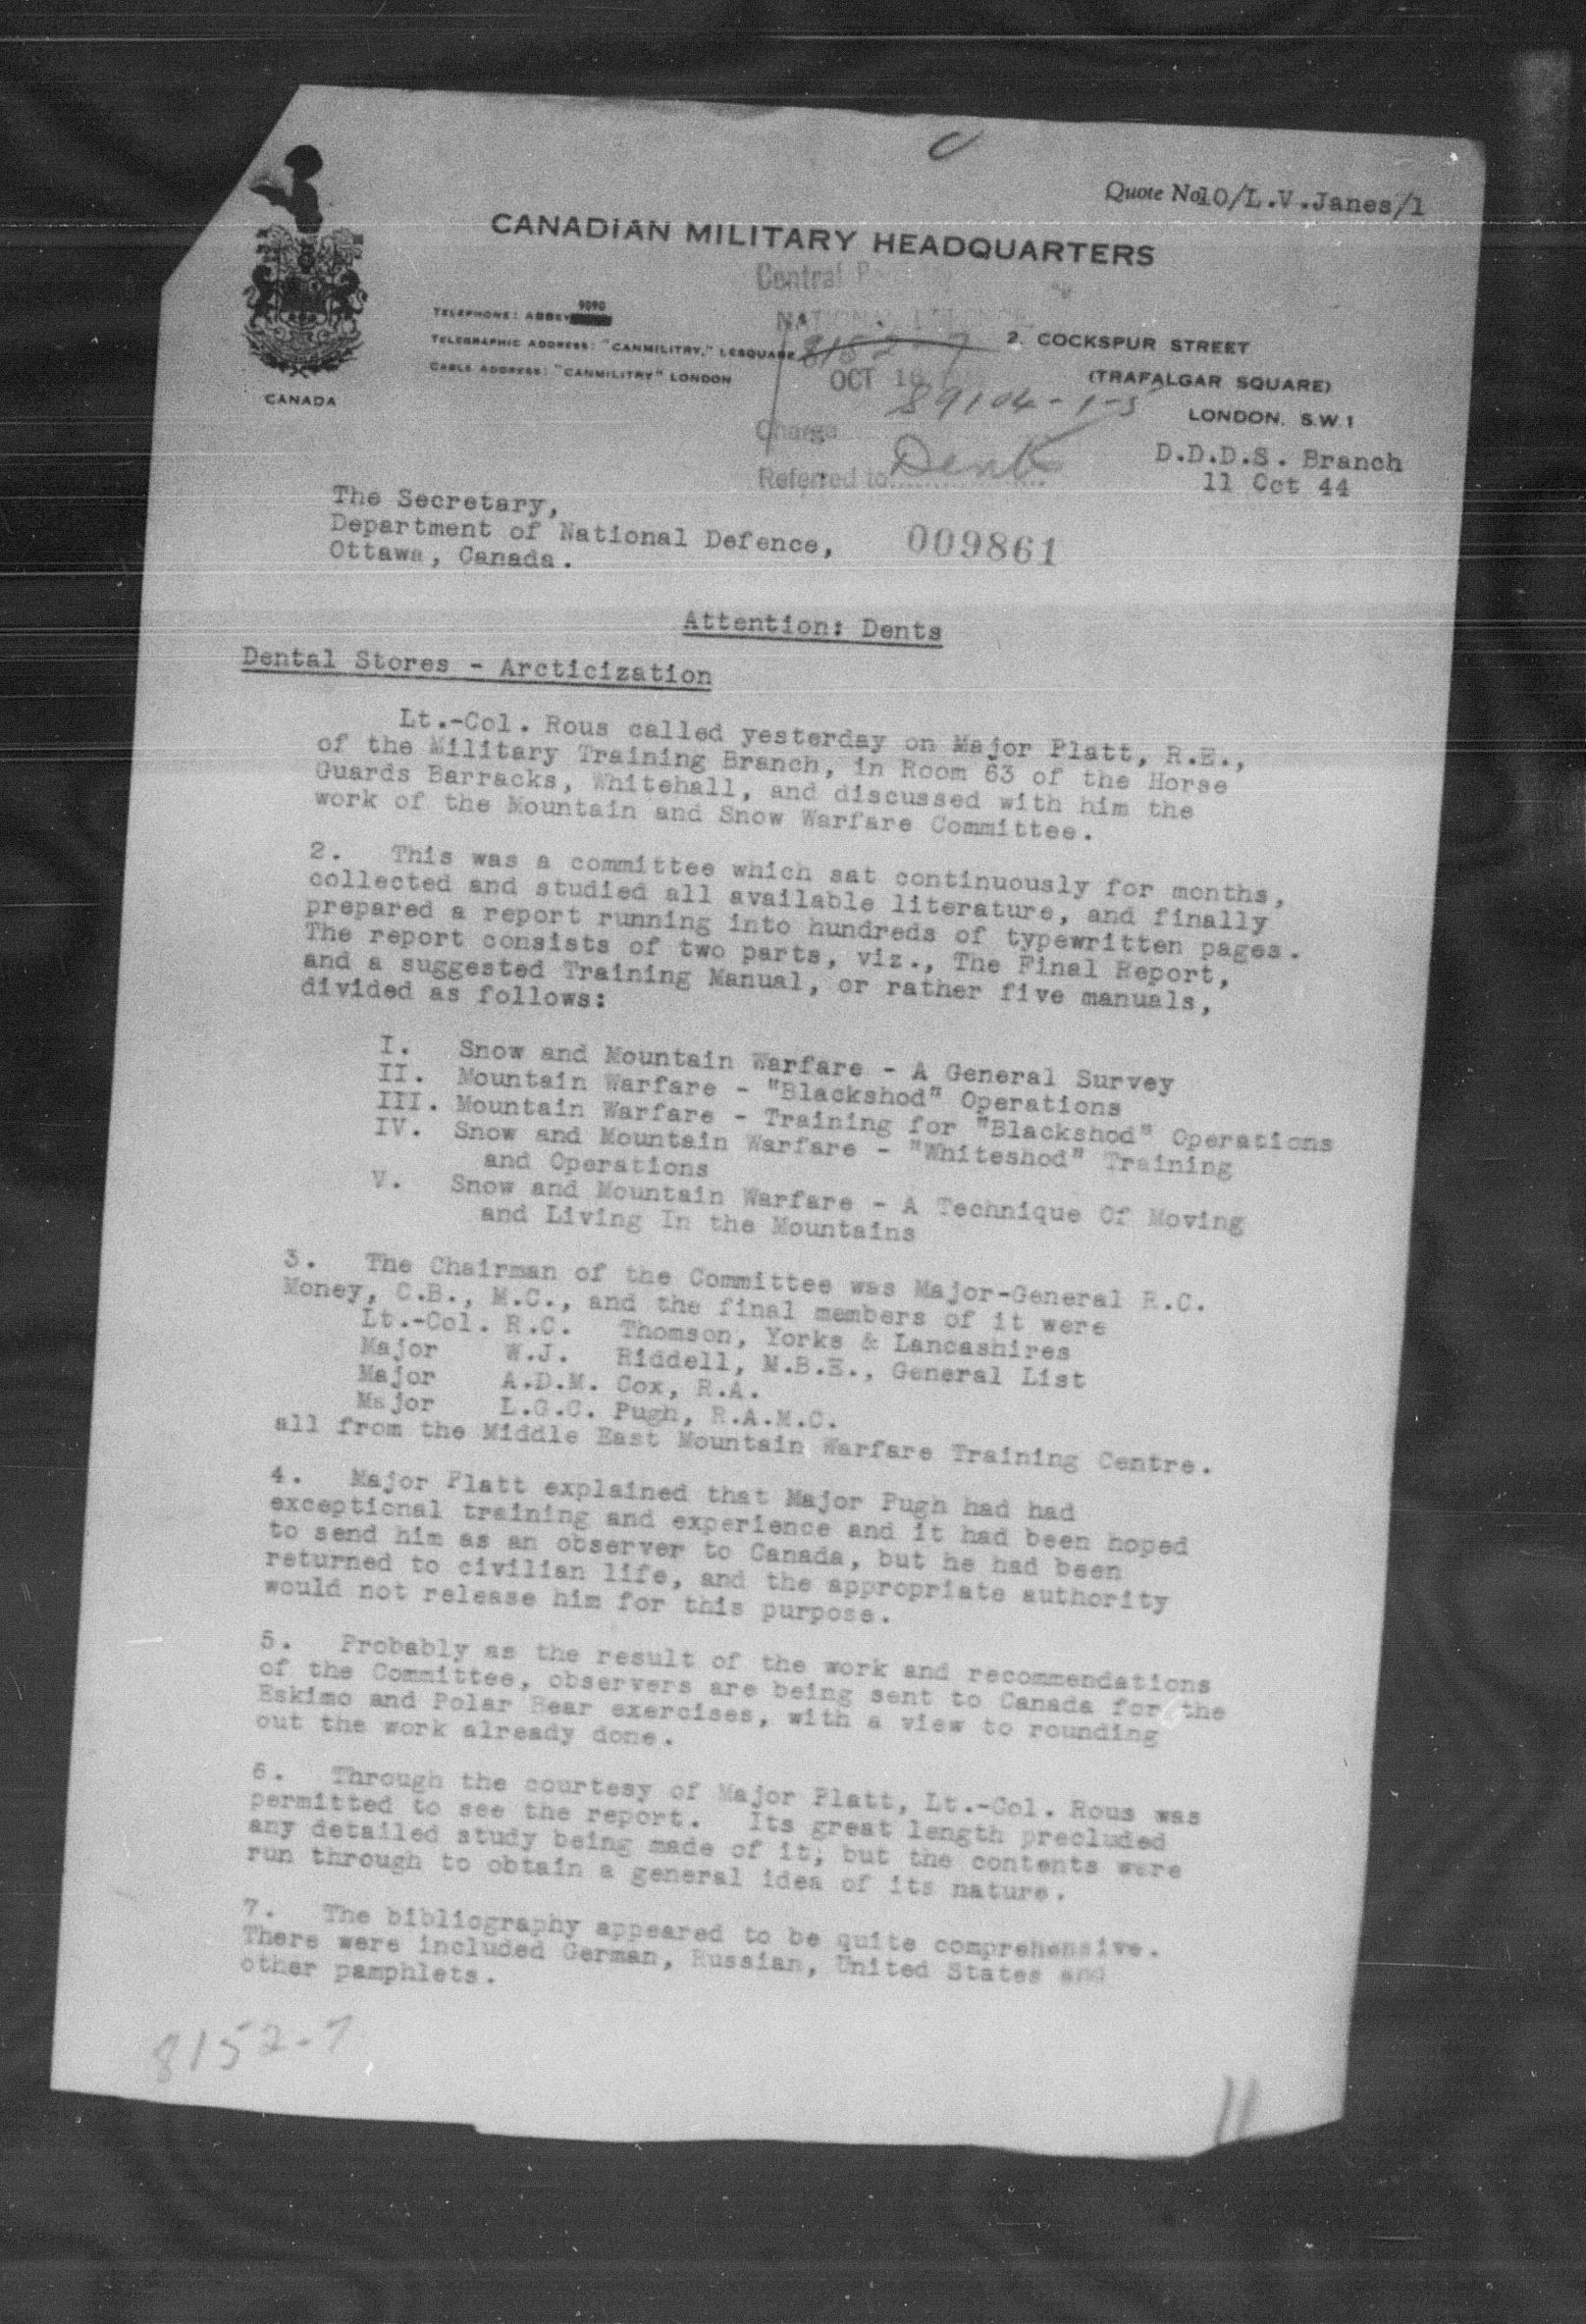 Quote No. 10/L.V.Janes/1
CANADIAN MILITARY HEADQUARTERS
Central
NATIONAL
TELEPHONE: ABBEY 9090
TELEGRAPHIC ADDRESS: "CANMILITRY," LESQUARE
CABLE ADDRESS: "CANMILITRY" LONDON
8152-7
OCT 16
89104-1-5
Charge
Referred to Dents
2, COCKSPUR STREET
(TRAFALGAR SQUARE)
LONDON, S.W.1
CANADA
D.D.D.S. Branch
11 Oct 44
The Secretary,
Department of National Defence,
Ottawa, Canada.
009861
Attention: Dents
Dental Stores - Arcticization
Lt.-Col. Rous called yesterday on Major Platt, R.E.,
of the Military Training Branch, in Room 63 of the Horse
Guards Barracks, Whitehall, and discussed with him the
work of the Mountain and Snow Warfare Committee.
2. This was a committee which sat continuously for months,
collected and studied all available literature, and finally
prepared a report running into hundreds of typewritten pages.
The report consists of two parts, viz., The Final Report,
and a suggested Training Manual, or rather five manuals,
divided as follows:
I. Snow and Mountain Warfare - A General Survey
II. Mountain Warfare - "Blackshod" Operations
III. Mountain Warfare - Training for "Blackshod" Operations
IV. Snow and Mountain Warfare - "Whiteshod" Training
and Operations
V. Snow and Mountain Warfare - A Technique Of Moving
and Living In the Mountains
3. The Chairman of the Committee was Major-General R.C.
Money, C.B., M.C., and the final members of it were
Lt.-Col. R.C. Thomson, Yorks & Lancashires
Major W.J. Riddell, M.B.E., General List
Major A.D.M. Cox, R.A.
Major L.G.C. Pugh, R.A.M.C.
all from the Middle East Mountain Warfare Training Centre.
4. Major Platt explained that Major Pugh had had
exceptional training and experience and it had been hoped
to send him as an observer to Canada, but he had been
returned to civilian life, and the appropriate authority
would not release him for this purpose.
5. Probably as the result of the work and recommendations
of the Committee, observers are being sent to Canada for the
Eskimo and Polar Bear exercises, with a view to rounding
out the work already done.
6. Through the courtesy of Major Platt, Lt.-Col. Rous was
permitted to see the report. Its great length precluded
any detailed study being made of it; but the contents were
run through to obtain a general idea of its nature.
7. The bibliography appeared to be quite comprehensive.
There were included German, Russian, United States and
other pamphlets.
8152-7